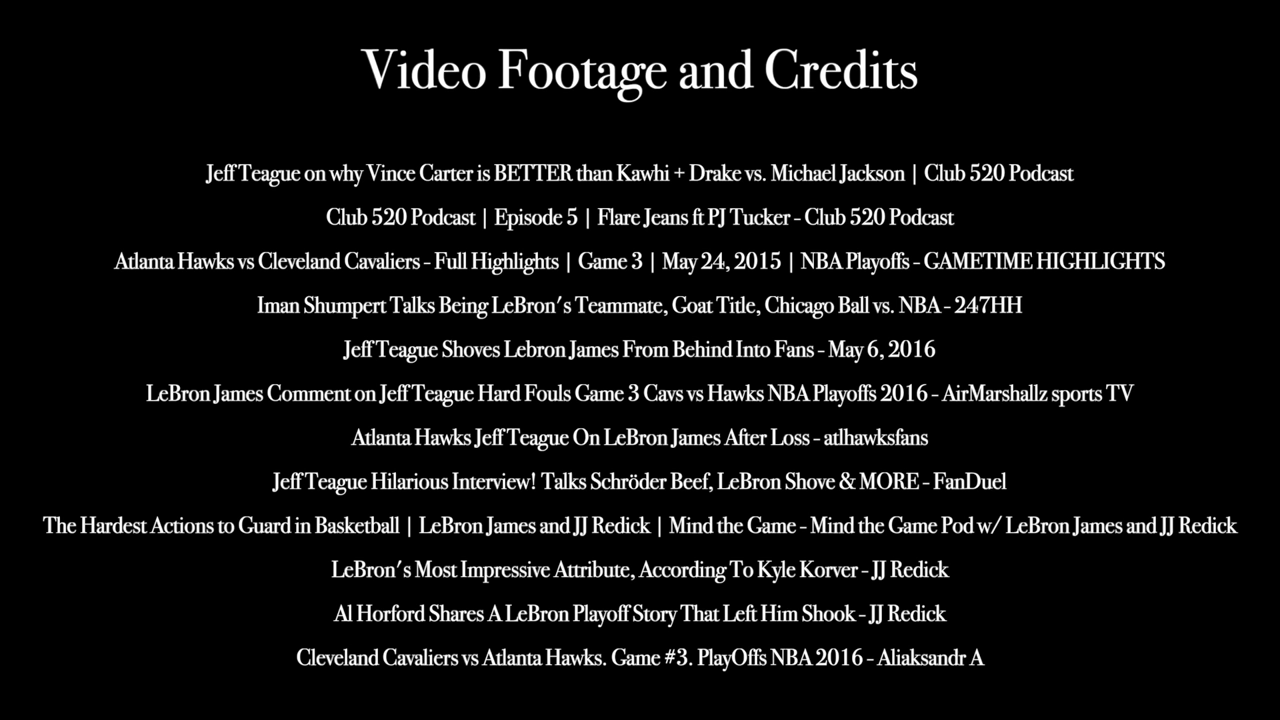 Video Footage and Credits
Jeff Teague on why Vince Carter is BETTER than Kawhi + Drake vs. Michael Jackson | Club 520 Podcast
Club 520 Podcast | Episode 5 | Flare Jeans ft PJ Tucker - Club 520 Podcast
Atlanta Hawks vs Cleveland Cavaliers - Full Highlights | Game 3 | May 24, 2015 | NBA Playoffs - GAMETIME HIGHLIGHTS
Iman Shumpert Talks Being LeBron's Teammate, Goat Title, Chicago Ball vs. NBA - 247HH
Jeff Teague Shoves Lebron James From Behind Into Fans - May 6, 2016
LeBron James Comment on Jeff Teague Hard Fouls Game 3 Cavs vs Hawks NBA Playoffs 2016 - AirMarshallz sports TV
Atlanta Hawks Jeff Teague On LeBron James After Loss - atlhawksfans
Jeff Teague Hilarious Interview! Talks Schröder Beef, LeBron Shove & MORE - FanDuel
The Hardest Actions to Guard in Basketball | LeBron James and JJ Redick | Mind the Game - Mind the Game Pod w/ LeBron James and JJ Redick
LeBron's Most Impressive Attribute, According To Kyle Korver - JJ Redick
Al Horford Shares A LeBron Playoff Story That Left Him Shook - JJ Redick
Cleveland Cavaliers vs Atlanta Hawks. Game #3. PlayOffs NBA 2016 - Aliaksandr A